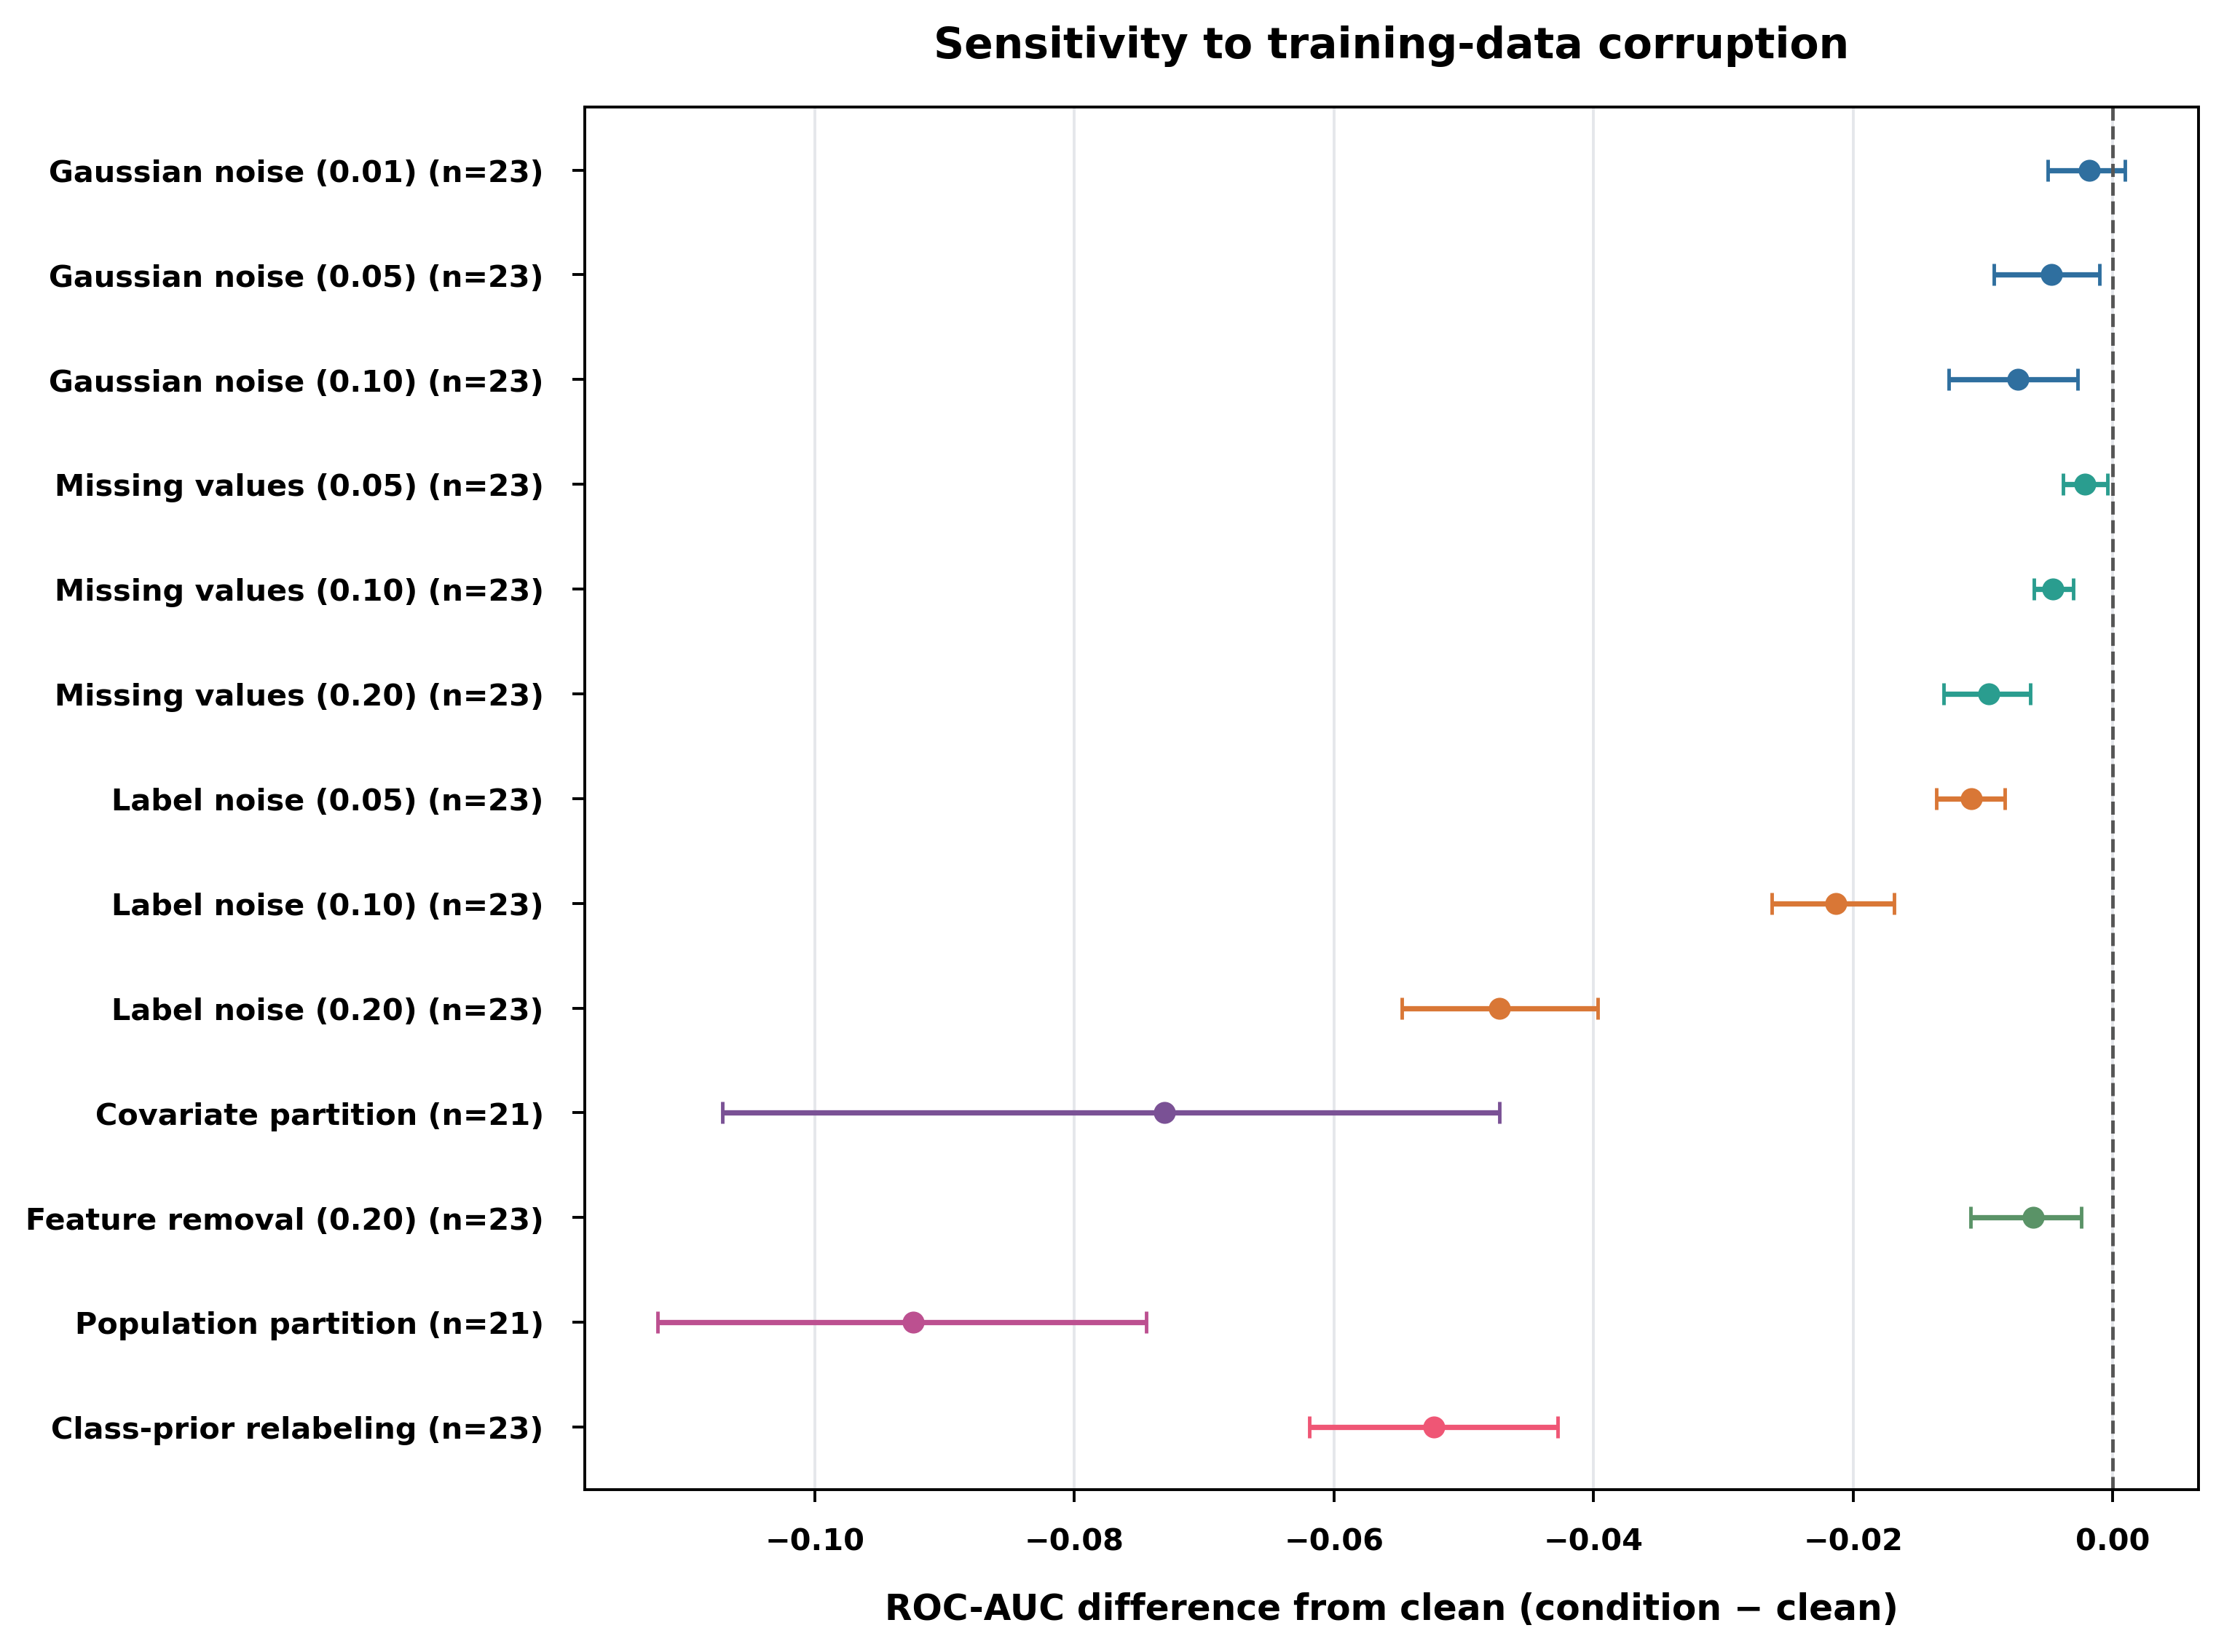 Sensitivity to training-data corruption
Gaussian noise (0.01) (n=23)
Gaussian noise (0.05) (n=23)
Gaussian noise (0.10) (n=23)
Missing values (0.05) (n=23)
Missing values (0.10) (n=23)
Missing values (0.20) (n=23)
Label noise (0.05) (n=23)
Label noise (0.10) (n=23)
Label noise (0.20) (n=23)
Covariate partition (n=21)
Feature removal (0.20) (n=23)
Population partition (n=21)
Class-prior relabeling (n=23)
−0.10 −0.08 −0.06 −0.04 −0.02 0.00
ROC-AUC difference from clean (condition − clean)